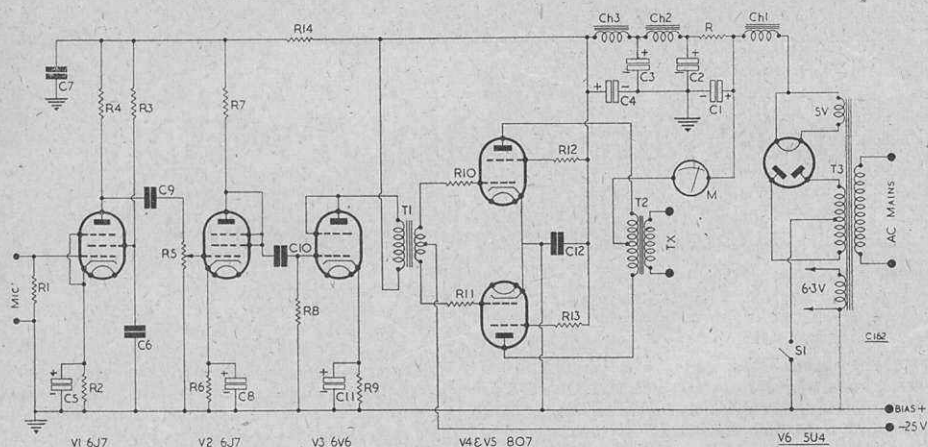 Ch3
Ch2
R
Ch1
R14
C7
R4
R3
R7
C3
C2
C4
C1
5V
R12
R10
T3
C9
M
AC MAINS
T1
T2
TX
R5
C10
C12
MIC
R1
R8
R11
R13
6·3V
C6
C162
S1
C5
R2
R6
C8
C11
R9
BIAS+
-25V
V1 6J7
V2 6J7
V3 6V6
V4 & V5 807
V6 5U4